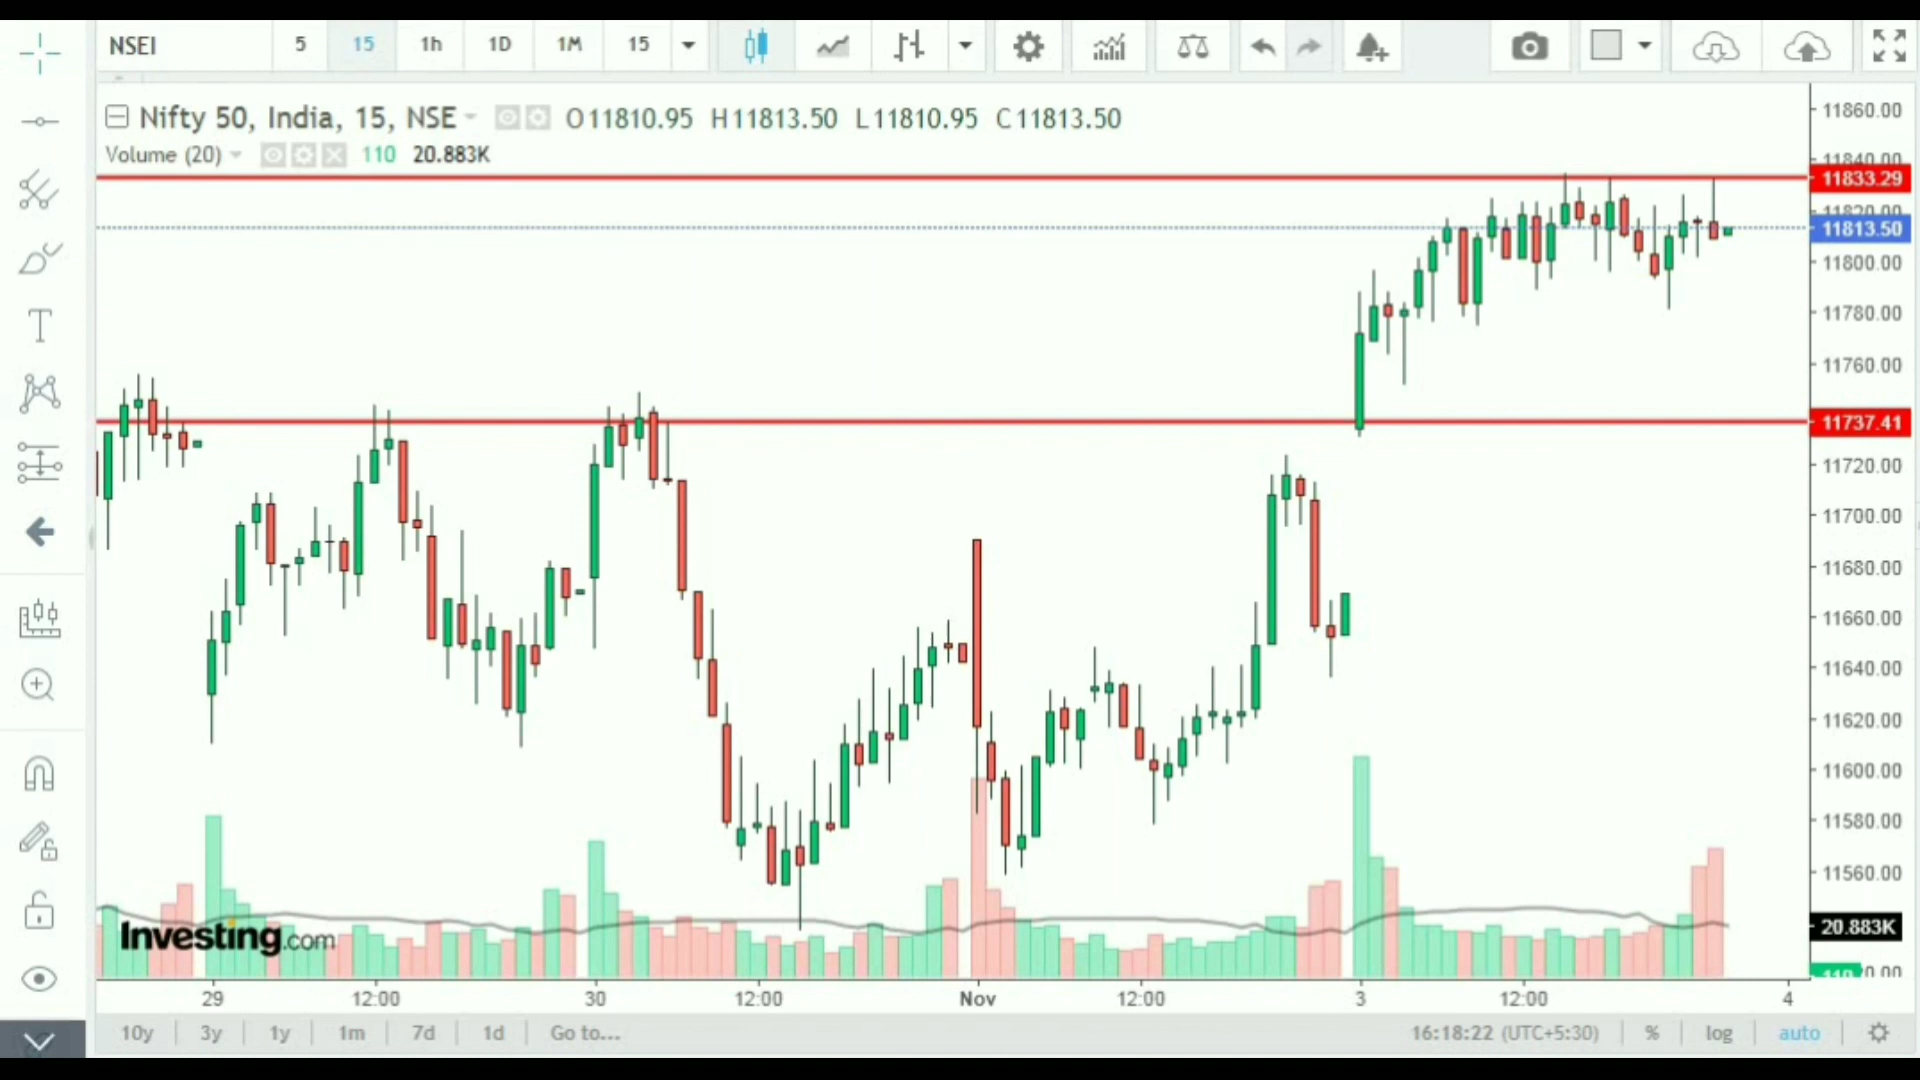 NSEI 5 15 1h 1D 1M 15
Nifty 50, India, 15, NSE O11810.95 H11813.50 L11810.95 C11813.50
Volume (20) 110 20.883K
11860.00
11840.00
11833.29
11820.00
11813.50
11800.00
11780.00
11760.00
11737.41
11720.00
11700.00
11680.00
11660.00
11640.00
11620.00
11600.00
11580.00
11560.00
20.883K
Investing.com
29 12:00 30 12:00 Nov 12:00 3 12:00 4
10y 3y 1y 1m 7d 1d Go to... 16:18:22 (UTC+5:30) % log auto